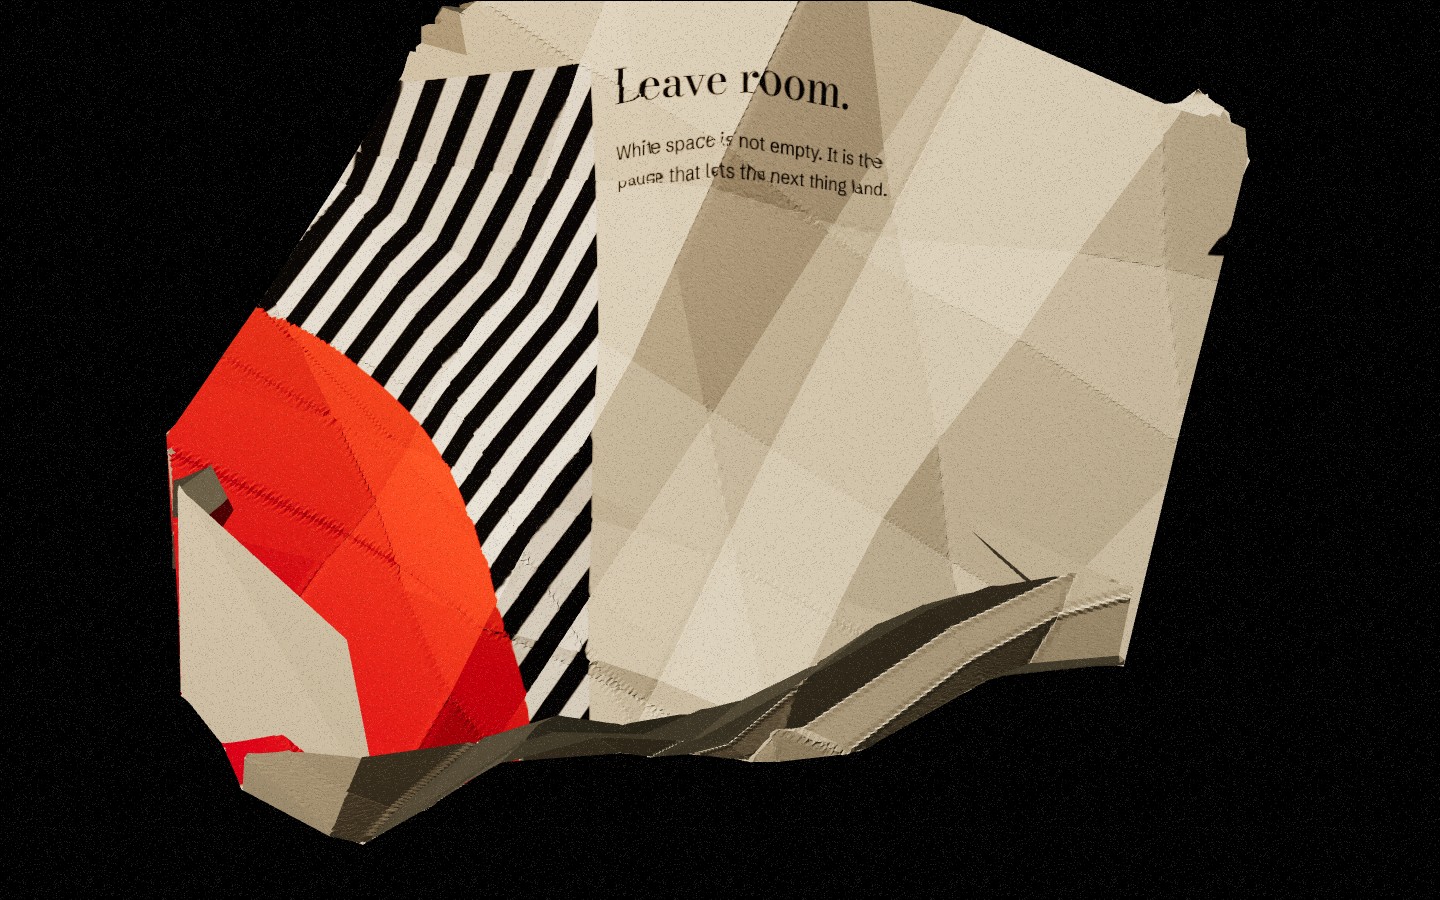 Leave room.
White space is not empty. It is the
pause that lets the next thing land.